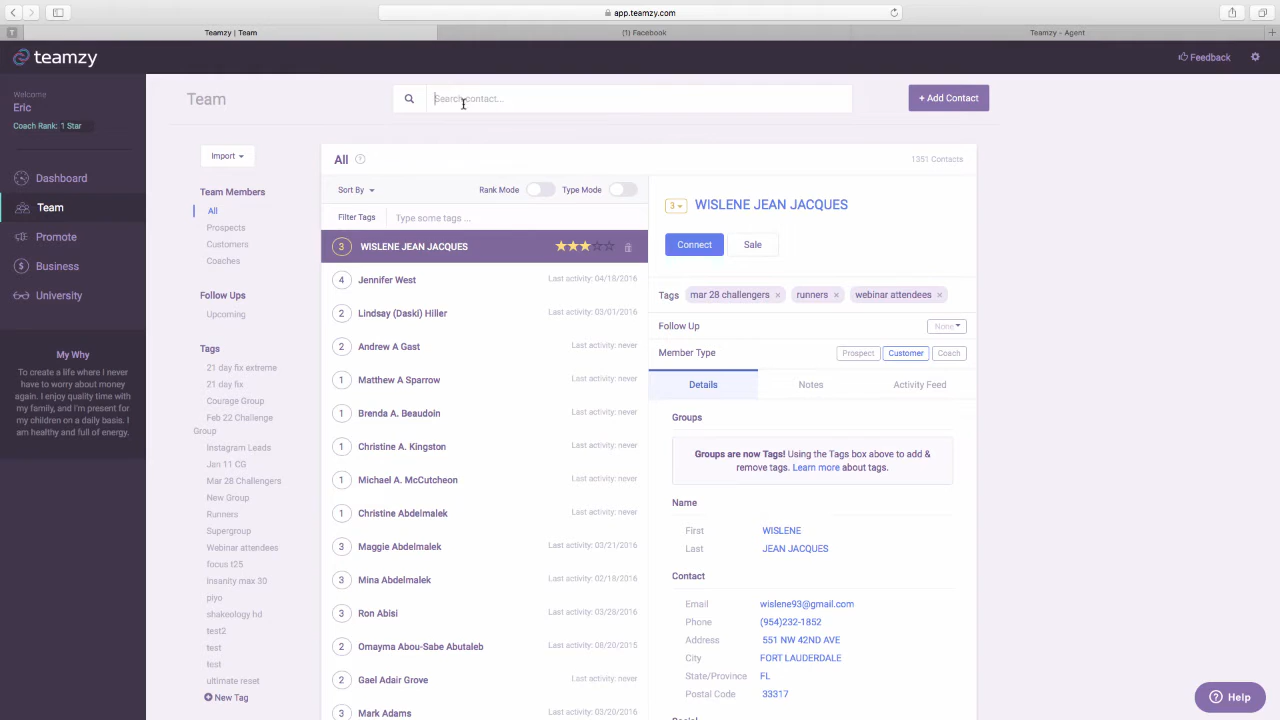 app.teamzy.com
Teamzy | Team
(1) Facebook
Teamzy - Agent
T
teamzy
Feedback
Welcome
Eric
Coach Rank: 1 Star
Dashboard
Team
Promote
Business
University
My Why
To create a life where I never
have to worry about money
again. I enjoy quality time with
my family, and I'm present for
my children on a daily basis. I
am healthy and full of energy.
Team
Search contact...
+ Add Contact
Import
Team Members
All
Prospects
Customers
Coaches
Follow Ups
Upcoming
Tags
21 day fix extreme
21 day fix
Courage Group
Feb 22 Challenge
Group
Instagram Leads
Jan 11 CG
Mar 28 Challengers
New Group
Runners
Supergroup
Webinar attendees
focus t25
insanity max 30
piyo
shakeology hd
test2
test
test
ultimate reset
New Tag
All ?
1351 Contacts
Sort By
Rank Mode
Type Mode
Filter Tags
Type some tags ...
3 WISLENE JEAN JACQUES
4 Jennifer West Last activity: 04/18/2016
2 Lindsay (Daski) Hiller Last activity: 03/01/2016
2 Andrew A Gast Last activity: never
1 Matthew A Sparrow Last activity: never
1 Brenda A. Beaudoin Last activity: never
1 Christine A. Kingston Last activity: never
1 Michael A. McCutcheon Last activity: never
1 Christine Abdelmalek Last activity: never
3 Maggie Abdelmalek Last activity: 03/21/2016
3 Mina Abdelmalek Last activity: 02/18/2016
3 Ron Abisi Last activity: 03/28/2016
2 Omayma Abou-Sabe Abutaleb Last activity: 08/20/2015
2 Gael Adair Grove Last activity: never
3 Mark Adams Last activity: 03/20/2016
3 WISLENE JEAN JACQUES
Connect
Sale
Tags mar 28 challengers × runners × webinar attendees ×
Follow Up None
Member Type Prospect Customer Coach
Details Notes Activity Feed
Groups
Groups are now Tags! Using the Tags box above to add &
remove tags. Learn more about tags.
Name
First WISLENE
Last JEAN JACQUES
Contact
Email wislene93@gmail.com
Phone (954)232-1852
Address 551 NW 42ND AVE
City FORT LAUDERDALE
State/Province FL
Postal Code 33317
Social
? Help